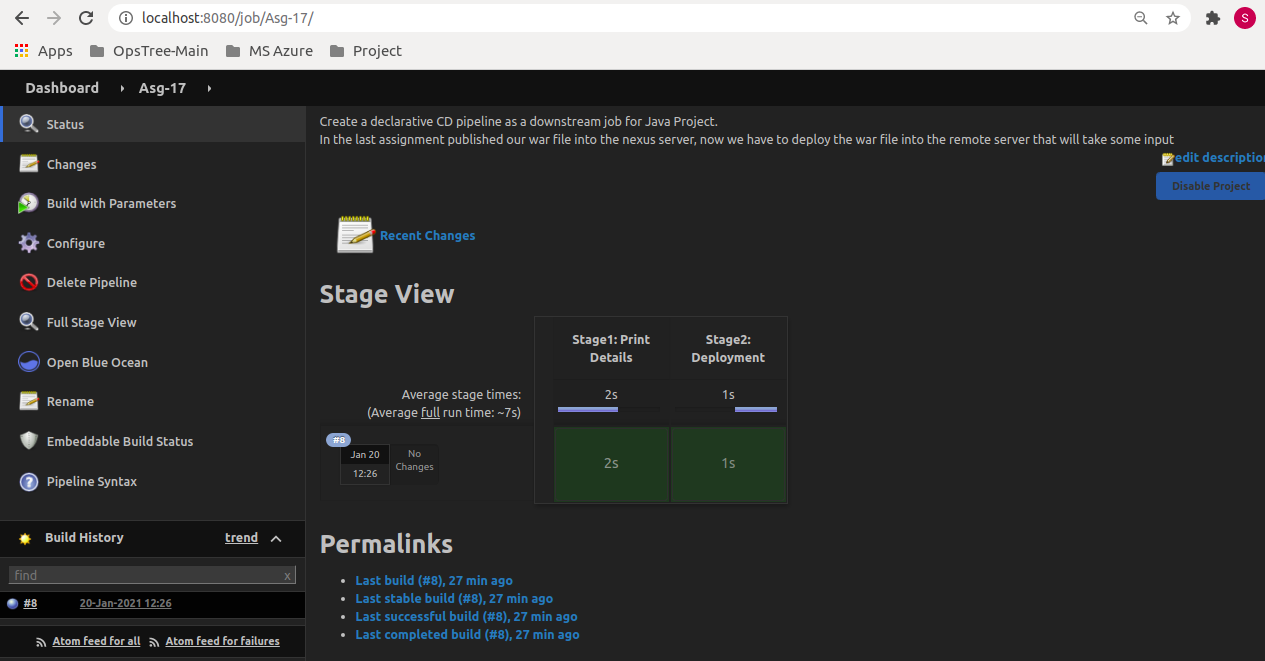 localhost:8080/job/Asg-17/
S
Apps OpsTree-Main MS Azure Project
Dashboard Asg-17
Status
Changes
Build with Parameters
Configure
Delete Pipeline
Full Stage View
Open Blue Ocean
Rename
Embeddable Build Status
Pipeline Syntax
Build History trend
find x
#8 20-Jan-2021 12:26
Atom feed for all Atom feed for failures
Create a declarative CD pipeline as a downstream job for Java Project.
In the last assignment published our war file into the nexus server, now we have to deploy the war file into the remote server that will take some input
edit descriptio
Disable Project
Recent Changes
Stage View
Stage1: Print
Details
Stage2:
Deployment
Average stage times:
(Average full run time: ~7s)
2s 1s
#8
Jan 20
12:26
No
Changes
2s 1s
Permalinks
Last build (#8), 27 min ago
Last stable build (#8), 27 min ago
Last successful build (#8), 27 min ago
Last completed build (#8), 27 min ago